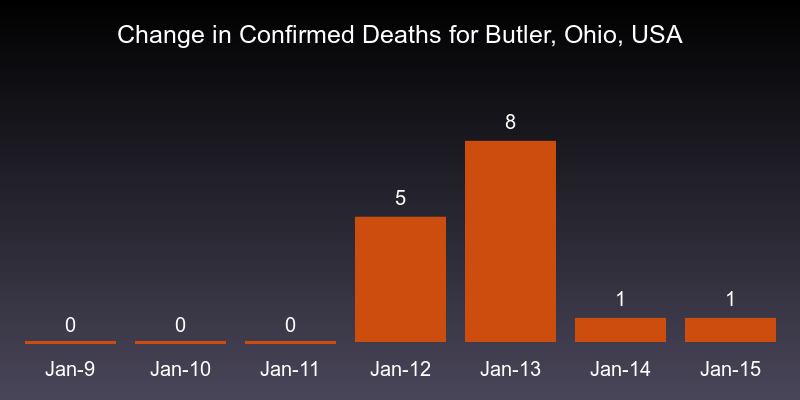 Change in Confirmed Deaths for Butler, Ohio, USA
8
5
1 1
0 0 0
Jan-9 Jan-10 Jan-11 Jan-12 Jan-13 Jan-14 Jan-15